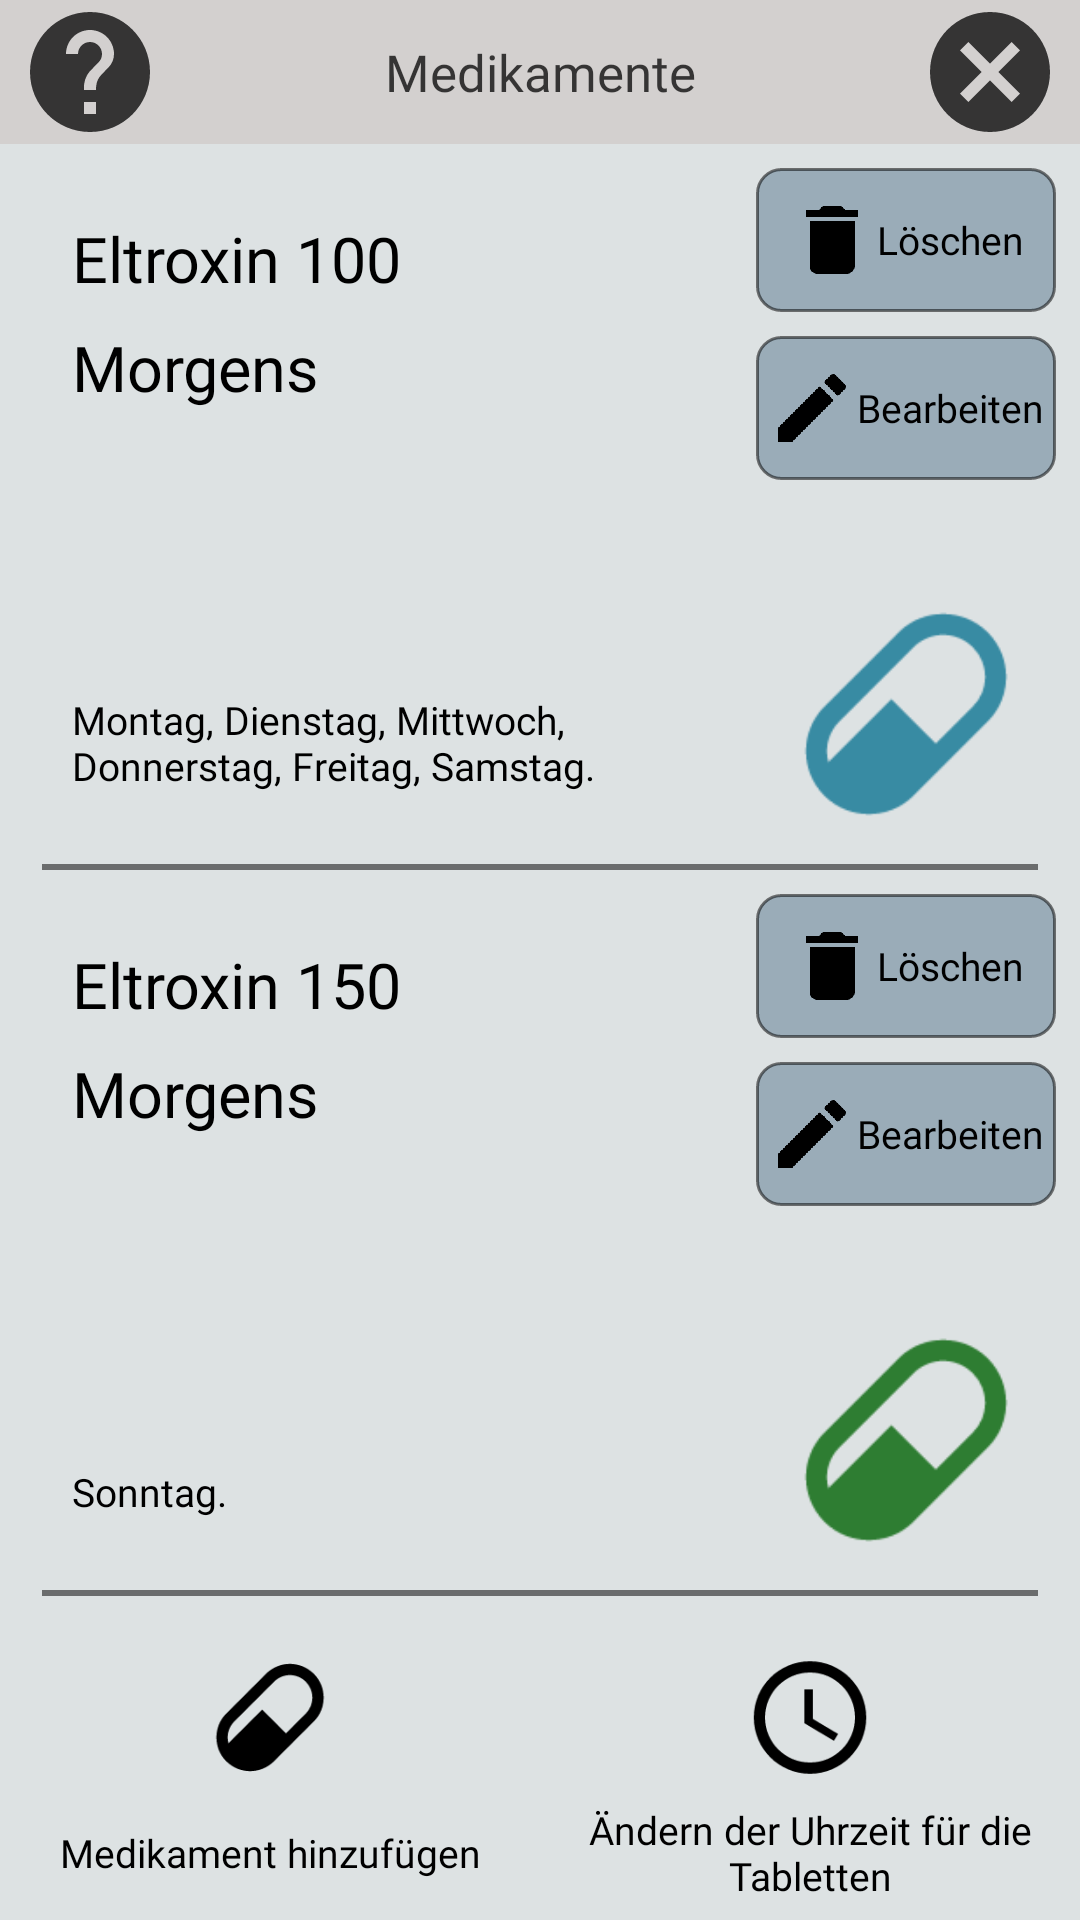 Medikamente
Eltroxin 100
Löschen
Morgens
Bearbeiten
Montag, Dienstag, Mittwoch,
Donnerstag, Freitag, Samstag.
Eltroxin 150
Löschen
Morgens
Bearbeiten
Sonntag.
Medikament hinzufügen
Ändern der Uhrzeit für die
Tabletten